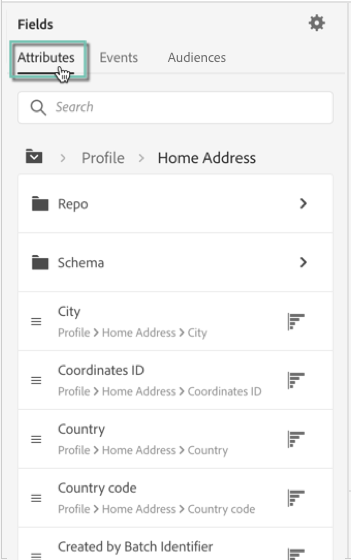 Fields
Attributes Events Audiences
Search
> Profile > Home Address
Repo
Schema
City
Profile > Home Address > City
Coordinates ID
Profile > Home Address > Coordinates ID
Country
Profile > Home Address > Country
Country code
Profile > Home Address > Country code
Created by Batch Identifier